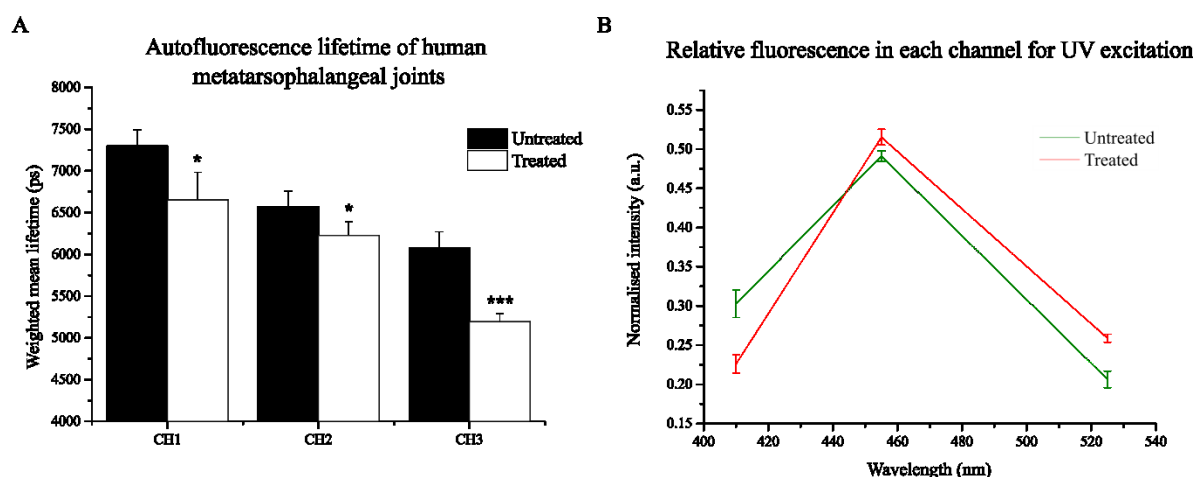 A
Autofluorescence lifetime of human
metatarsophalangeal joints
Weighted mean lifetime (ps)
8000
7500
7000
6500
6000
5500
5000
4500
4000
Untreated
Treated
*
*
***
CH1 CH2 CH3
B
Relative fluorescence in each channel for UV excitation
Normalised intensity (a.u.)
0.55
0.50
0.45
0.40
0.35
0.30
0.25
0.20
0.15
Untreated
Treated
400 420 440 460 480 500 520 540
Wavelength (nm)